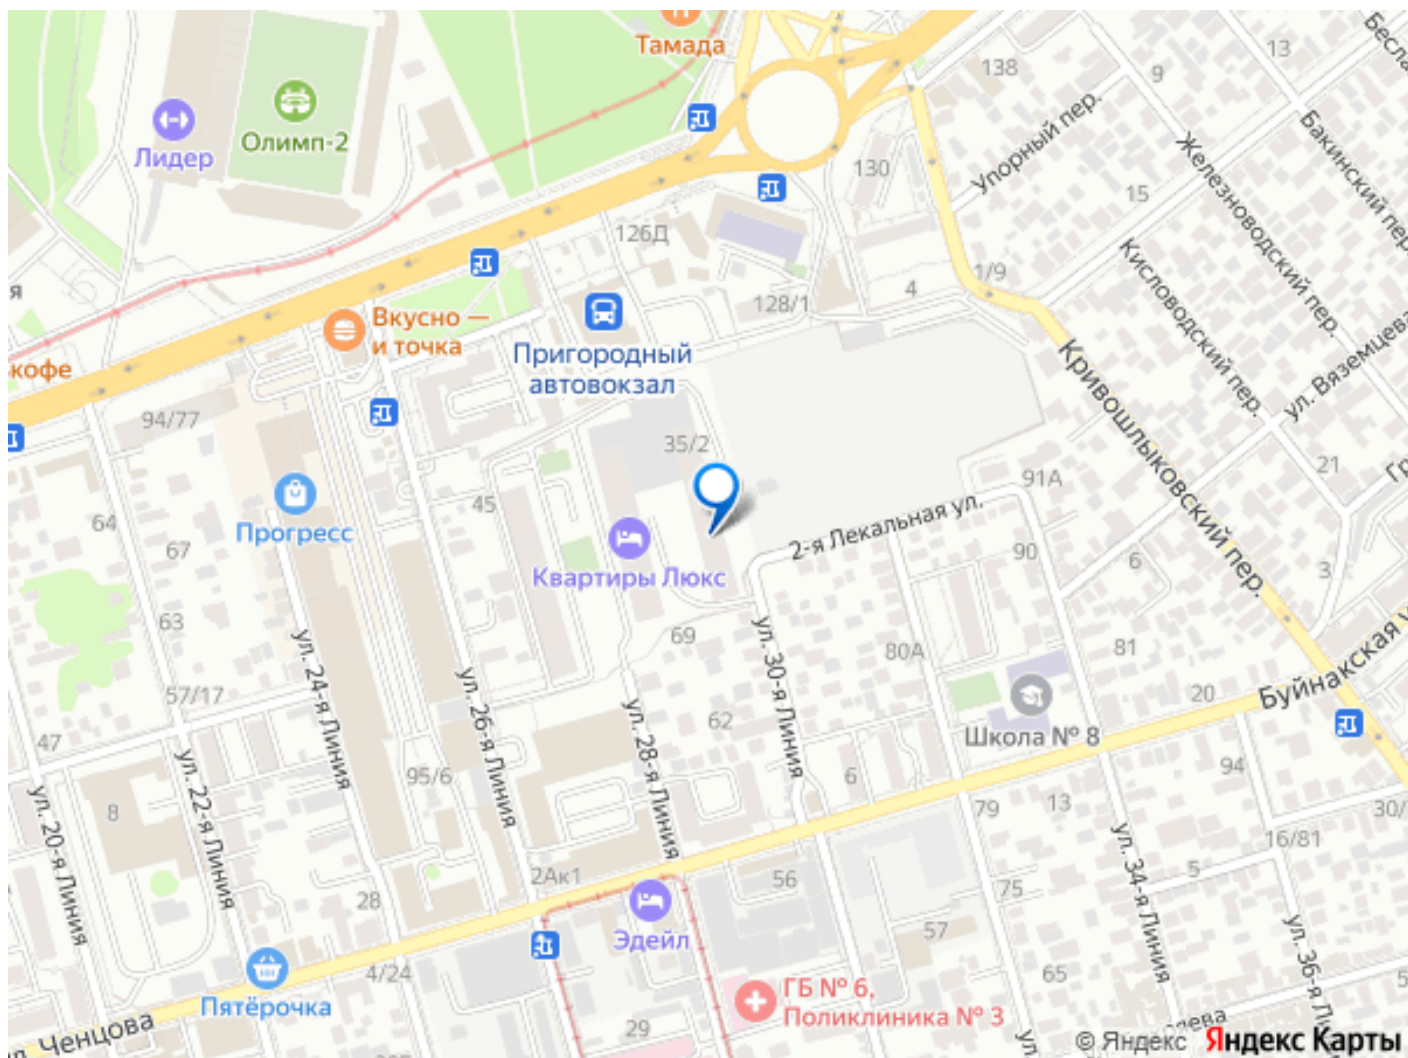 Тамада
138
13
9
Упорный пер.
Железноводский пер.
Бакинский пер.
Лидер
Олимп-2
130
15
126Д
Кисловодский пер.
я
1/9
4
128/1
Вкусно —
и точка
Пригородный
автовокзал
кофе
ул. Вяземцева
Кривошлыковский пер.
94/77
35/2
21
91А
45
64
Прогресс
67
2-я Лекальная ул.
90
6
3
Квартиры Люкс
63
69
ул. 24-я Линия
ул. 26-я Линия
ул. 30-я Линия
80А
81
57/17
20
Буйнакская у
47
ул. 28-я Линия
62
Школа № 8
95/6
6
94
8
ул. 22-я Линия
ул. 20-я Линия
79
13
30/
ул. 34-я Линия
16/81
5
2Ак1
56
75
28
ул. 36-я Л
Эдейл
57
4/24
65
Пятёрочка
ГБ № 6,
Поликлиника № 3
29
Ченцова
ул
© Яндекс Яндекс Карты